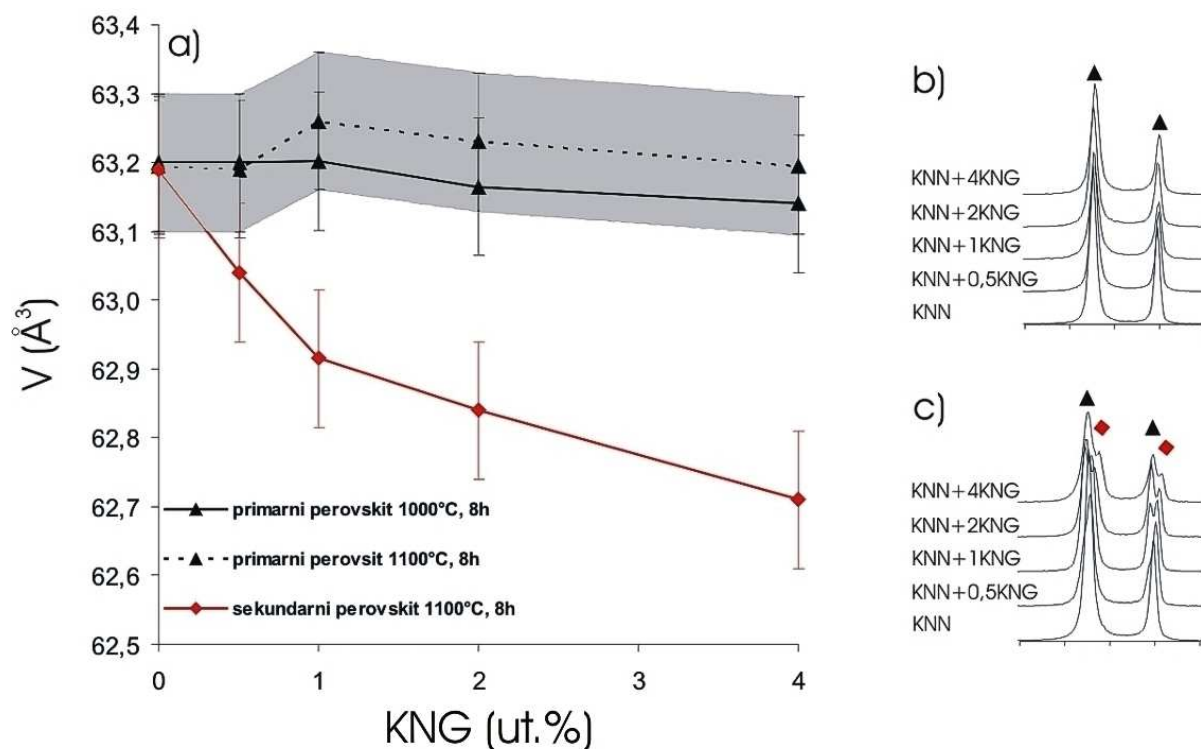 a)
63,4
63,3
63,2
63,1
63,0
62,9
62,8
62,7
62,6
62,5
V (Å³)
primarni perovskit 1000°C, 8h
primarni perovsit 1100°C, 8h
sekundarni perovskit 1100°C, 8h
0 1 2 3 4
KNG (ut.%)
b)
KNN+4KNG
KNN+2KNG
KNN+1KNG
KNN+0,5KNG
KNN
c)
KNN+4KNG
KNN+2KNG
KNN+1KNG
KNN+0,5KNG
KNN